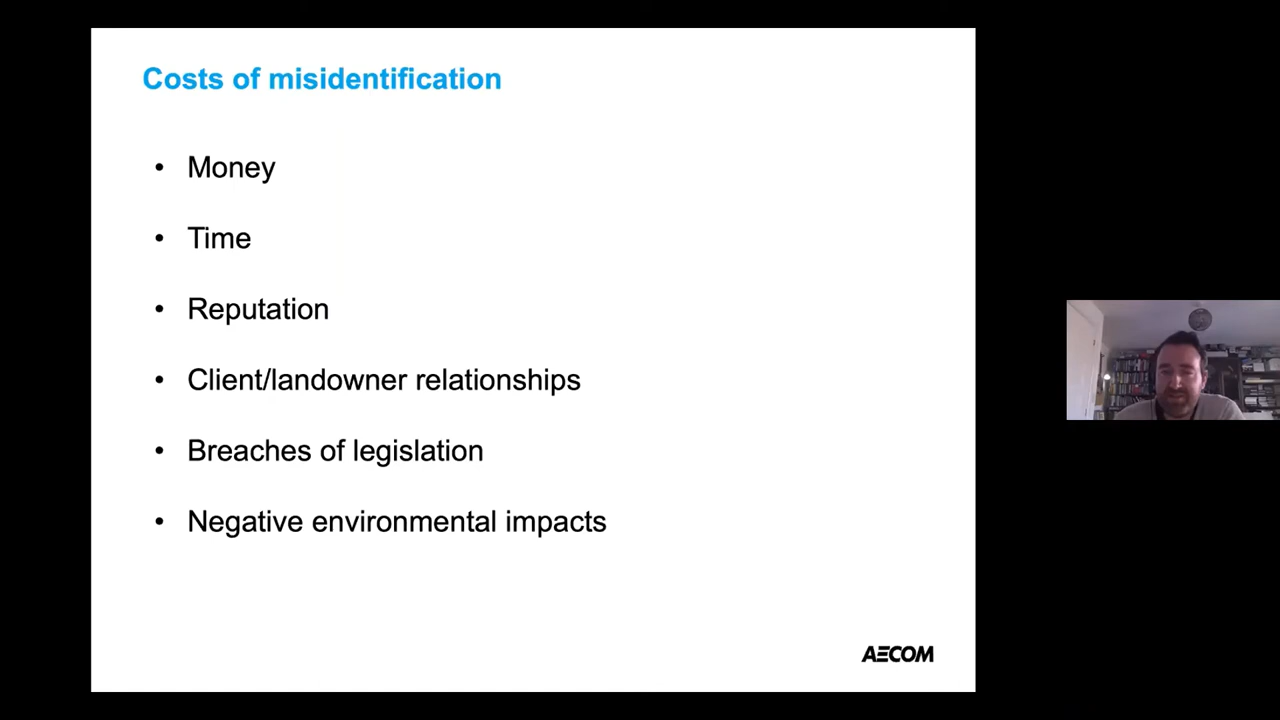 Costs of misidentification
• Money
• Time
• Reputation
• Client/landowner relationships
• Breaches of legislation
• Negative environmental impacts
AECOM